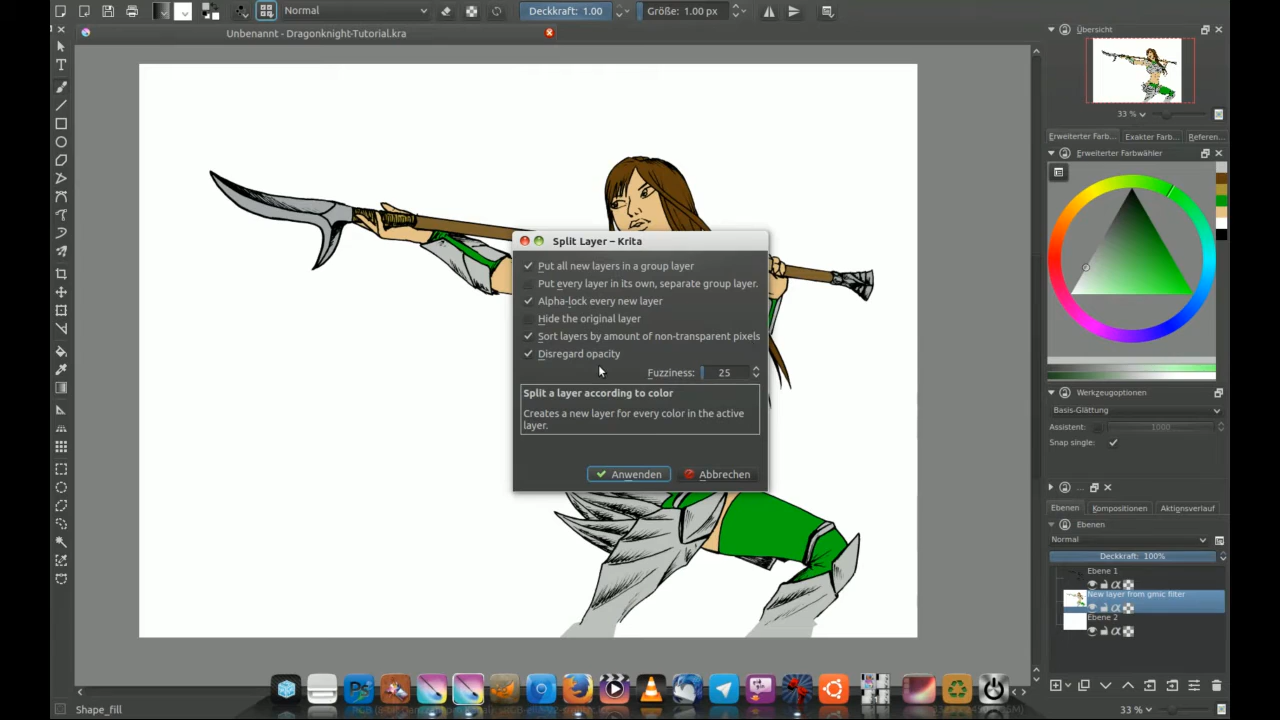 Normal
Deckkraft: 1.00
Größe: 1.00 px
Unbenannt - Dragonknight-Tutorial.kra
Übersicht
33 %
Erweiterter Farb...
Exakter Farb...
Referen...
Erweiterter Farbwähler
Split Layer – Krita
Put all new layers in a group layer
Put every layer in its own, separate group layer.
Alpha-lock every new layer
Hide the original layer
Sort layers by amount of non-transparent pixels
Disregard opacity
Fuzziness: 25
Split a layer according to color
Creates a new layer for every color in the active
layer.
Anwenden
Abbrechen
Werkzeugoptionen
Basis-Glättung
Assistent: 1000
Snap single:
...
Ebenen
Kompositionen
Aktignsverlauf
Ebenen
Normal
Deckkraft: 100%
Ebene 1
New layer from gmic filter
Ebene 2
Shape_fill
33 %